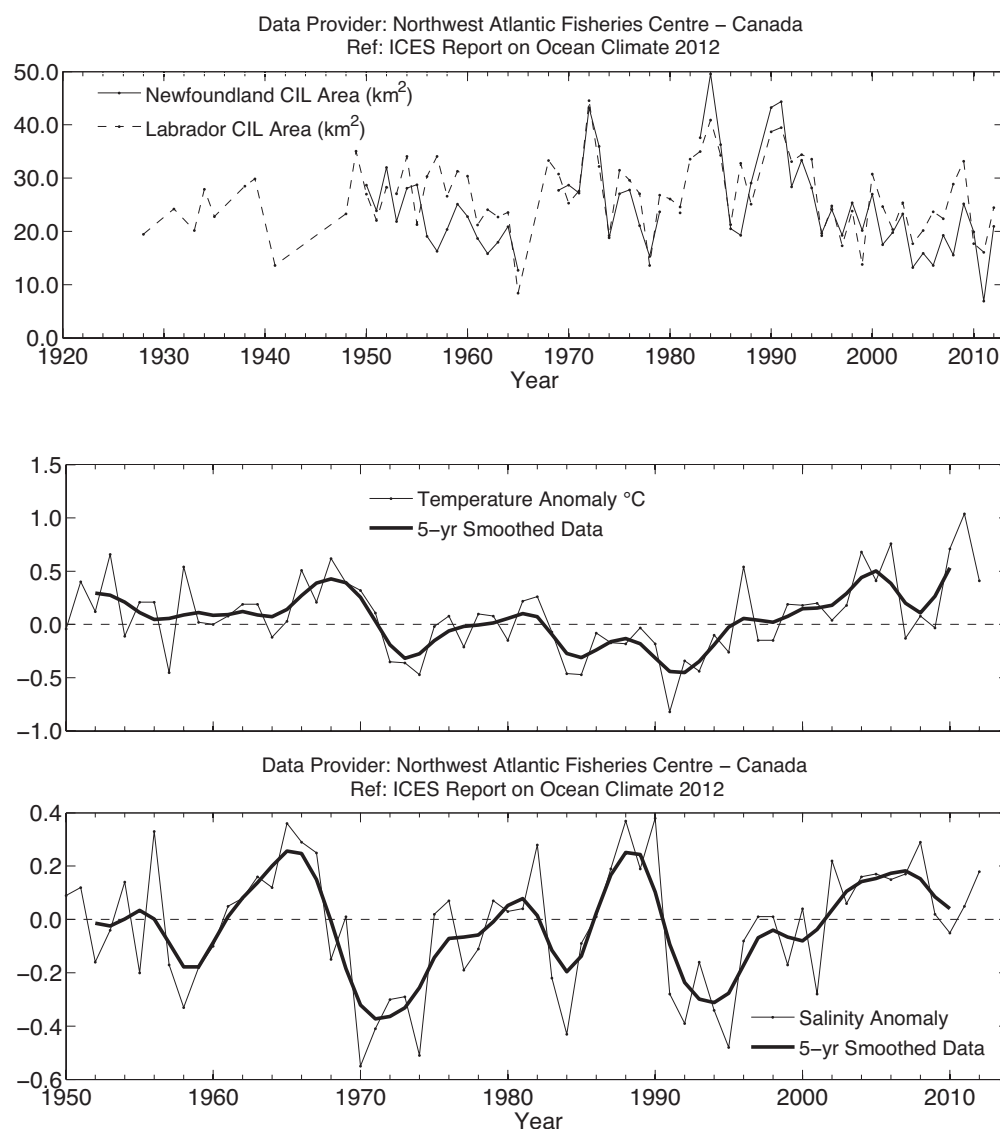 Data Provider: Northwest Atlantic Fisheries Centre – Canada
Ref: ICES Report on Ocean Climate 2012
50.0
40.0
30.0
20.0
10.0
0.0
Newfoundland CIL Area (km²)
Labrador CIL Area (km²)
1920 1930 1940 1950 1960 1970 1980 1990 2000 2010
Year
1.5
1.0
0.5
0.0
−0.5
−1.0
Temperature Anomaly °C
5−yr Smoothed Data
Data Provider: Northwest Atlantic Fisheries Centre – Canada
Ref: ICES Report on Ocean Climate 2012
0.4
0.2
0.0
−0.2
−0.4
−0.6
Salinity Anomaly
5−yr Smoothed Data
1950 1960 1970 1980 1990 2000 2010
Year